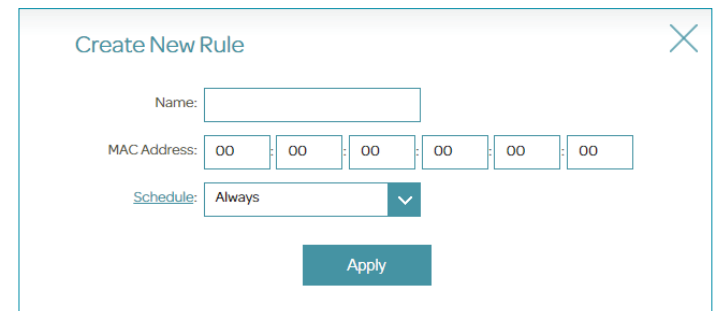 Create New Rule
Name:
MAC Address: 00 : 00 : 00 : 00 : 00 : 00
Schedule: Always
Apply